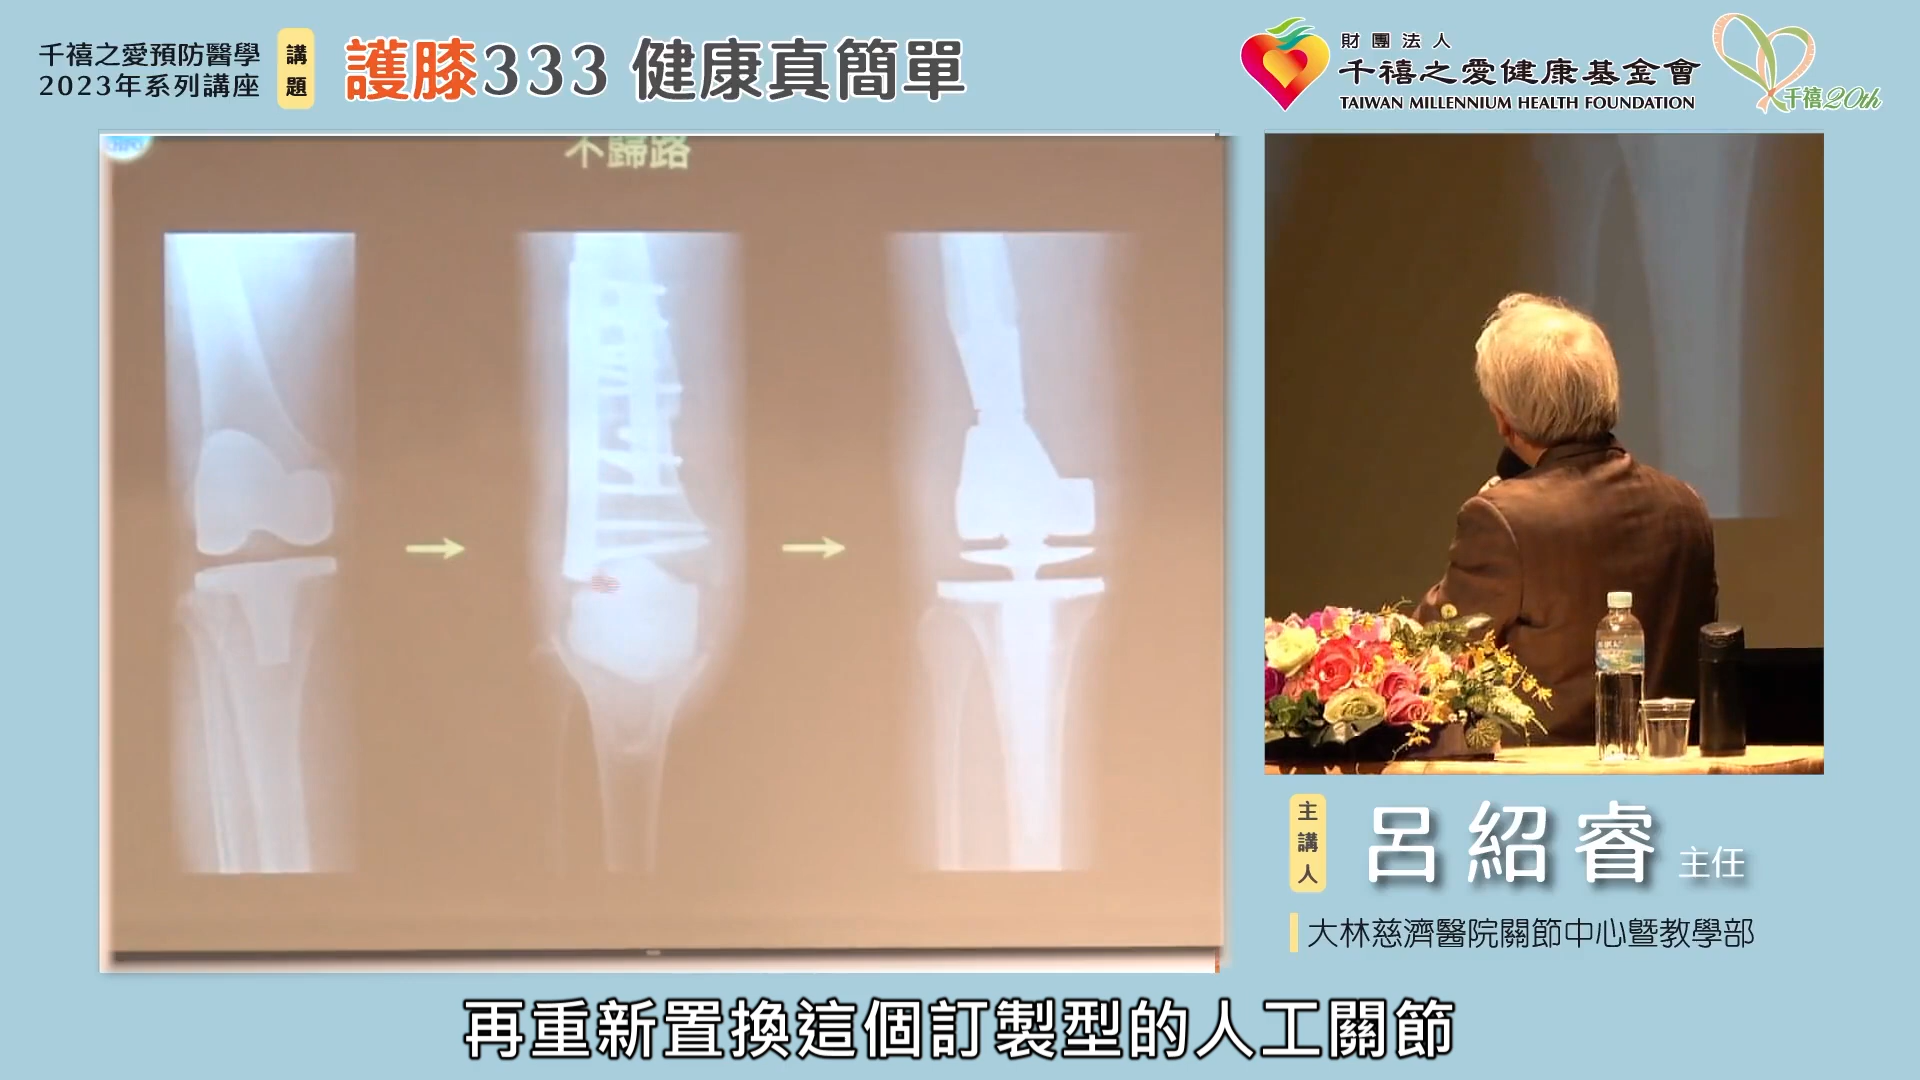 千禧之愛預防醫學
2023年系列講座
講題
護膝333 健康真簡單
財團法人
千禧之愛健康基金會
TAIWAN MILLENNIUM HEALTH FOUNDATION
千禧20th
不歸路
主講人
呂紹睿 主任
大林慈濟醫院關節中心暨教學部
再重新置換這個訂製型的人工關節